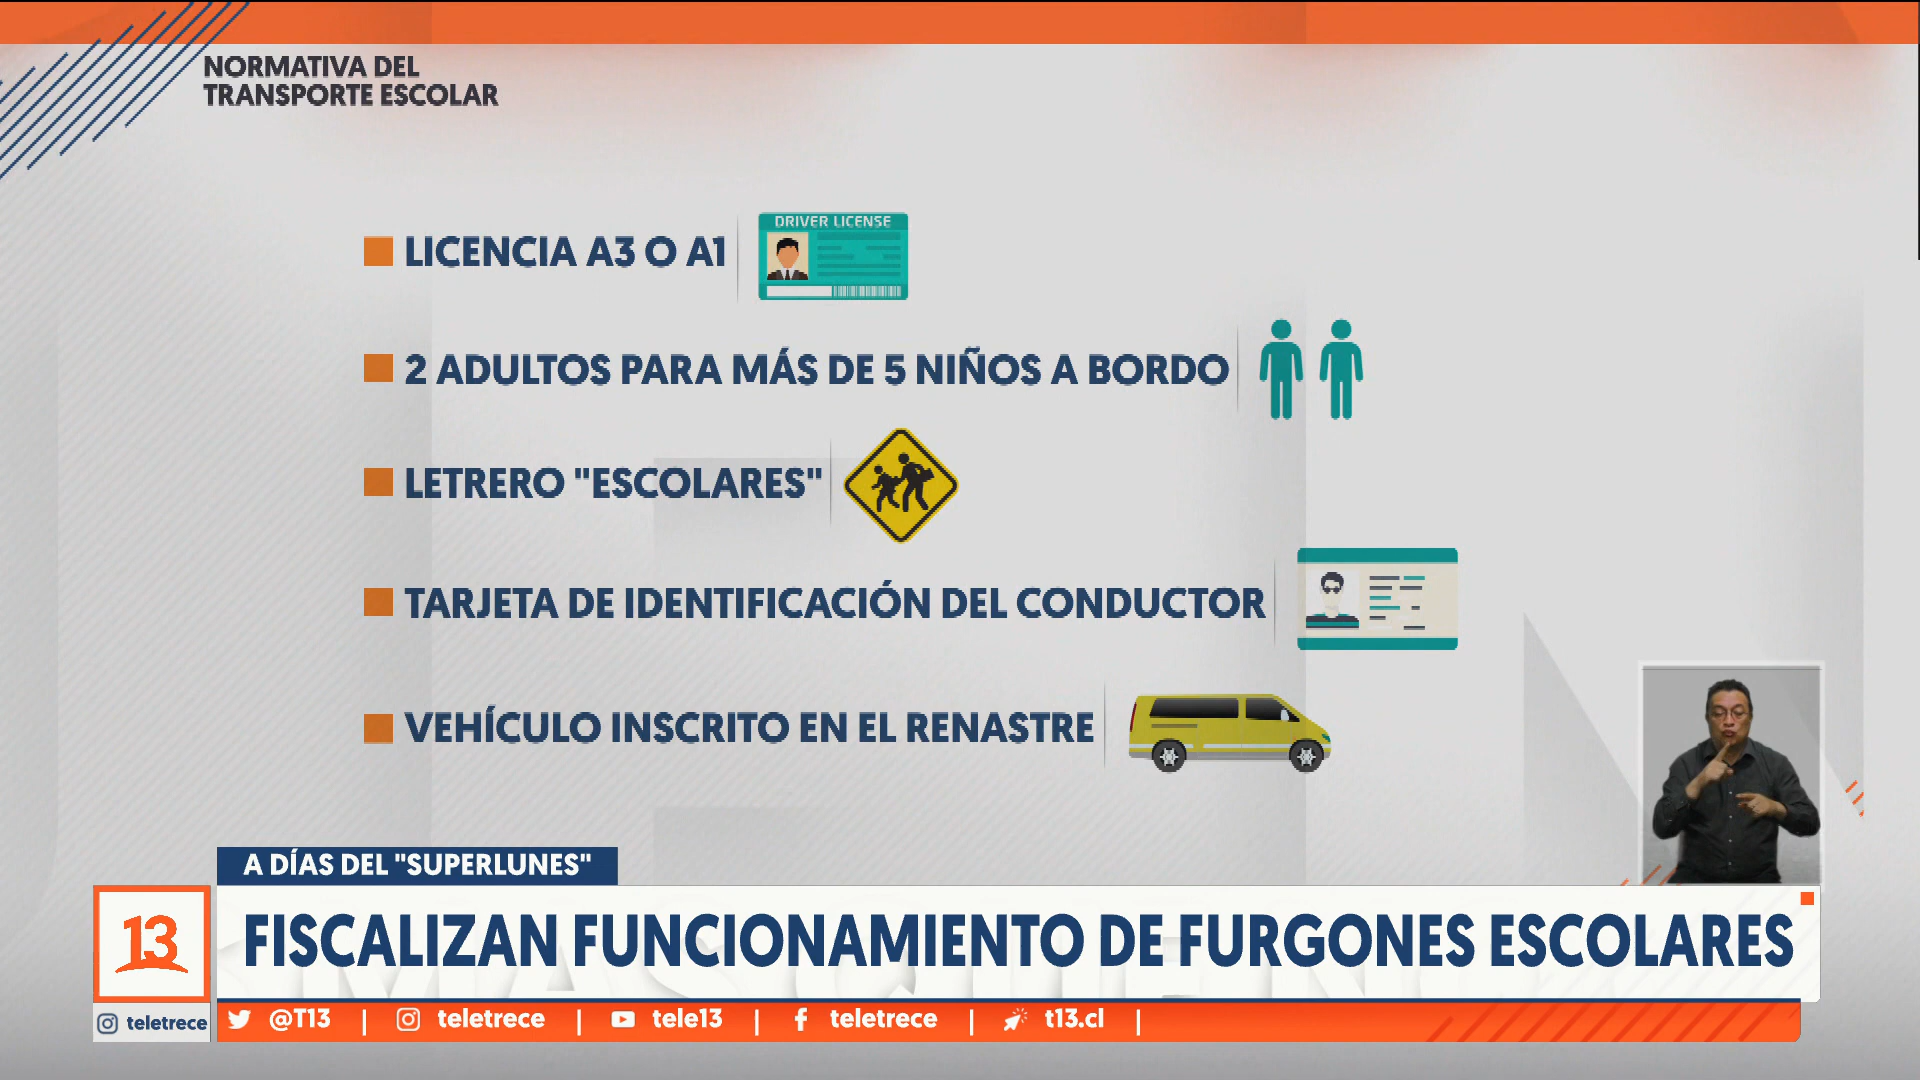 NORMATIVA DEL
TRANSPORTE ESCOLAR
LICENCIA A3 O A1
DRIVER LICENSE
2 ADULTOS PARA MÁS DE 5 NIÑOS A BORDO
LETRERO "ESCOLARES"
TARJETA DE IDENTIFICACIÓN DEL CONDUCTOR
VEHÍCULO INSCRITO EN EL RENASTRE
A DÍAS DEL "SUPERLUNES"
13
FISCALIZAN FUNCIONAMIENTO DE FURGONES ESCOLARES
teletrece
@T13 | teletrece | tele13 | teletrece | t13.cl |